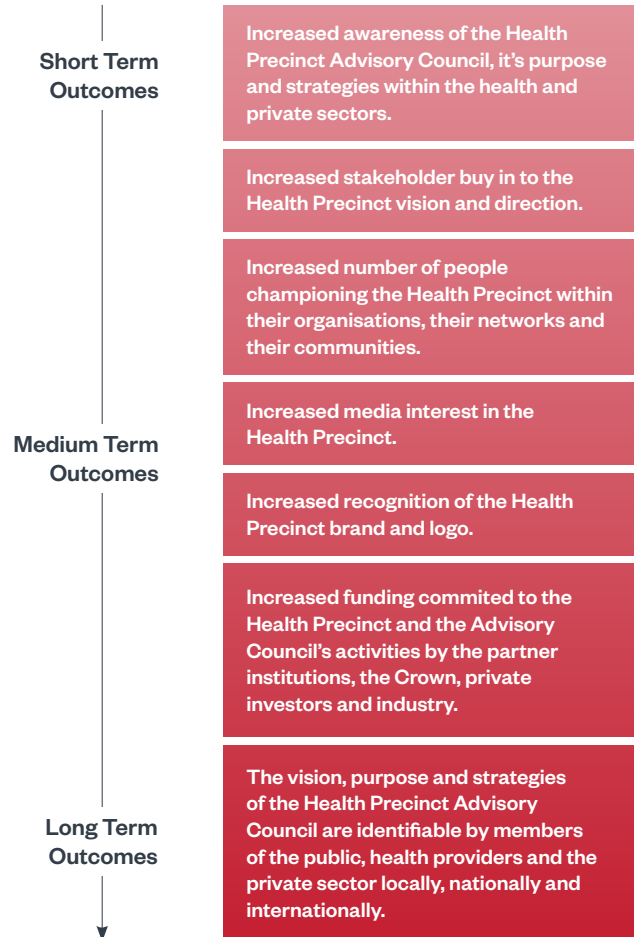 Short Term
Outcomes
Increased awareness of the Health
Precinct Advisory Council, it's purpose
and strategies within the health and
private sectors.
Increased stakeholder buy in to the
Health Precinct vision and direction.
Increased number of people
championing the Health Precinct within
their organisations, their networks and
their communities.
Medium Term
Outcomes
Increased media interest in the
Health Precinct.
Increased recognition of the Health
Precinct brand and logo.
Increased funding commited to the
Health Precinct and the Advisory
Council's activities by the partner
institutions, the Crown, private
investors and industry.
Long Term
Outcomes
The vision, purpose and strategies
of the Health Precinct Advisory
Council are identifiable by members
of the public, health providers and the
private sector locally, nationally and
internationally.